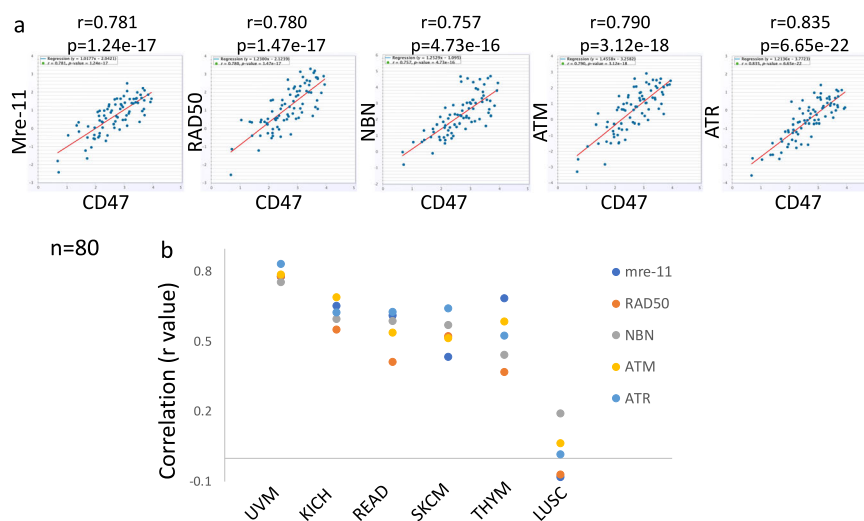 a
r=0.781
p=1.24e-17
r=0.780
p=1.47e-17
r=0.757
p=4.73e-16
r=0.790
p=3.12e-18
r=0.835
p=6.65e-22
Mre-11
CD47
RAD50
CD47
NBN
CD47
ATM
CD47
ATR
CD47
n=80
b
Correlation (r value)
0.8
0.5
0.2
-0.1
UVM
KICH
READ
SKCM
THYM
LUSC
mre-11
RAD50
NBN
ATM
ATR